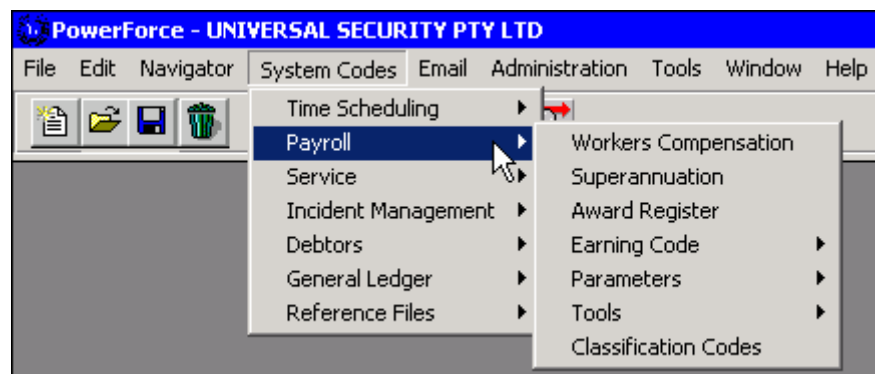 PowerForce - UNIVERSAL SECURITY PTY LTD
File Edit Navigator System Codes Email Administration Tools Window Help
Time Scheduling
Payroll
Service
Incident Management
Debtors
General Ledger
Reference Files
Workers Compensation
Superannuation
Award Register
Earning Code
Parameters
Tools
Classification Codes